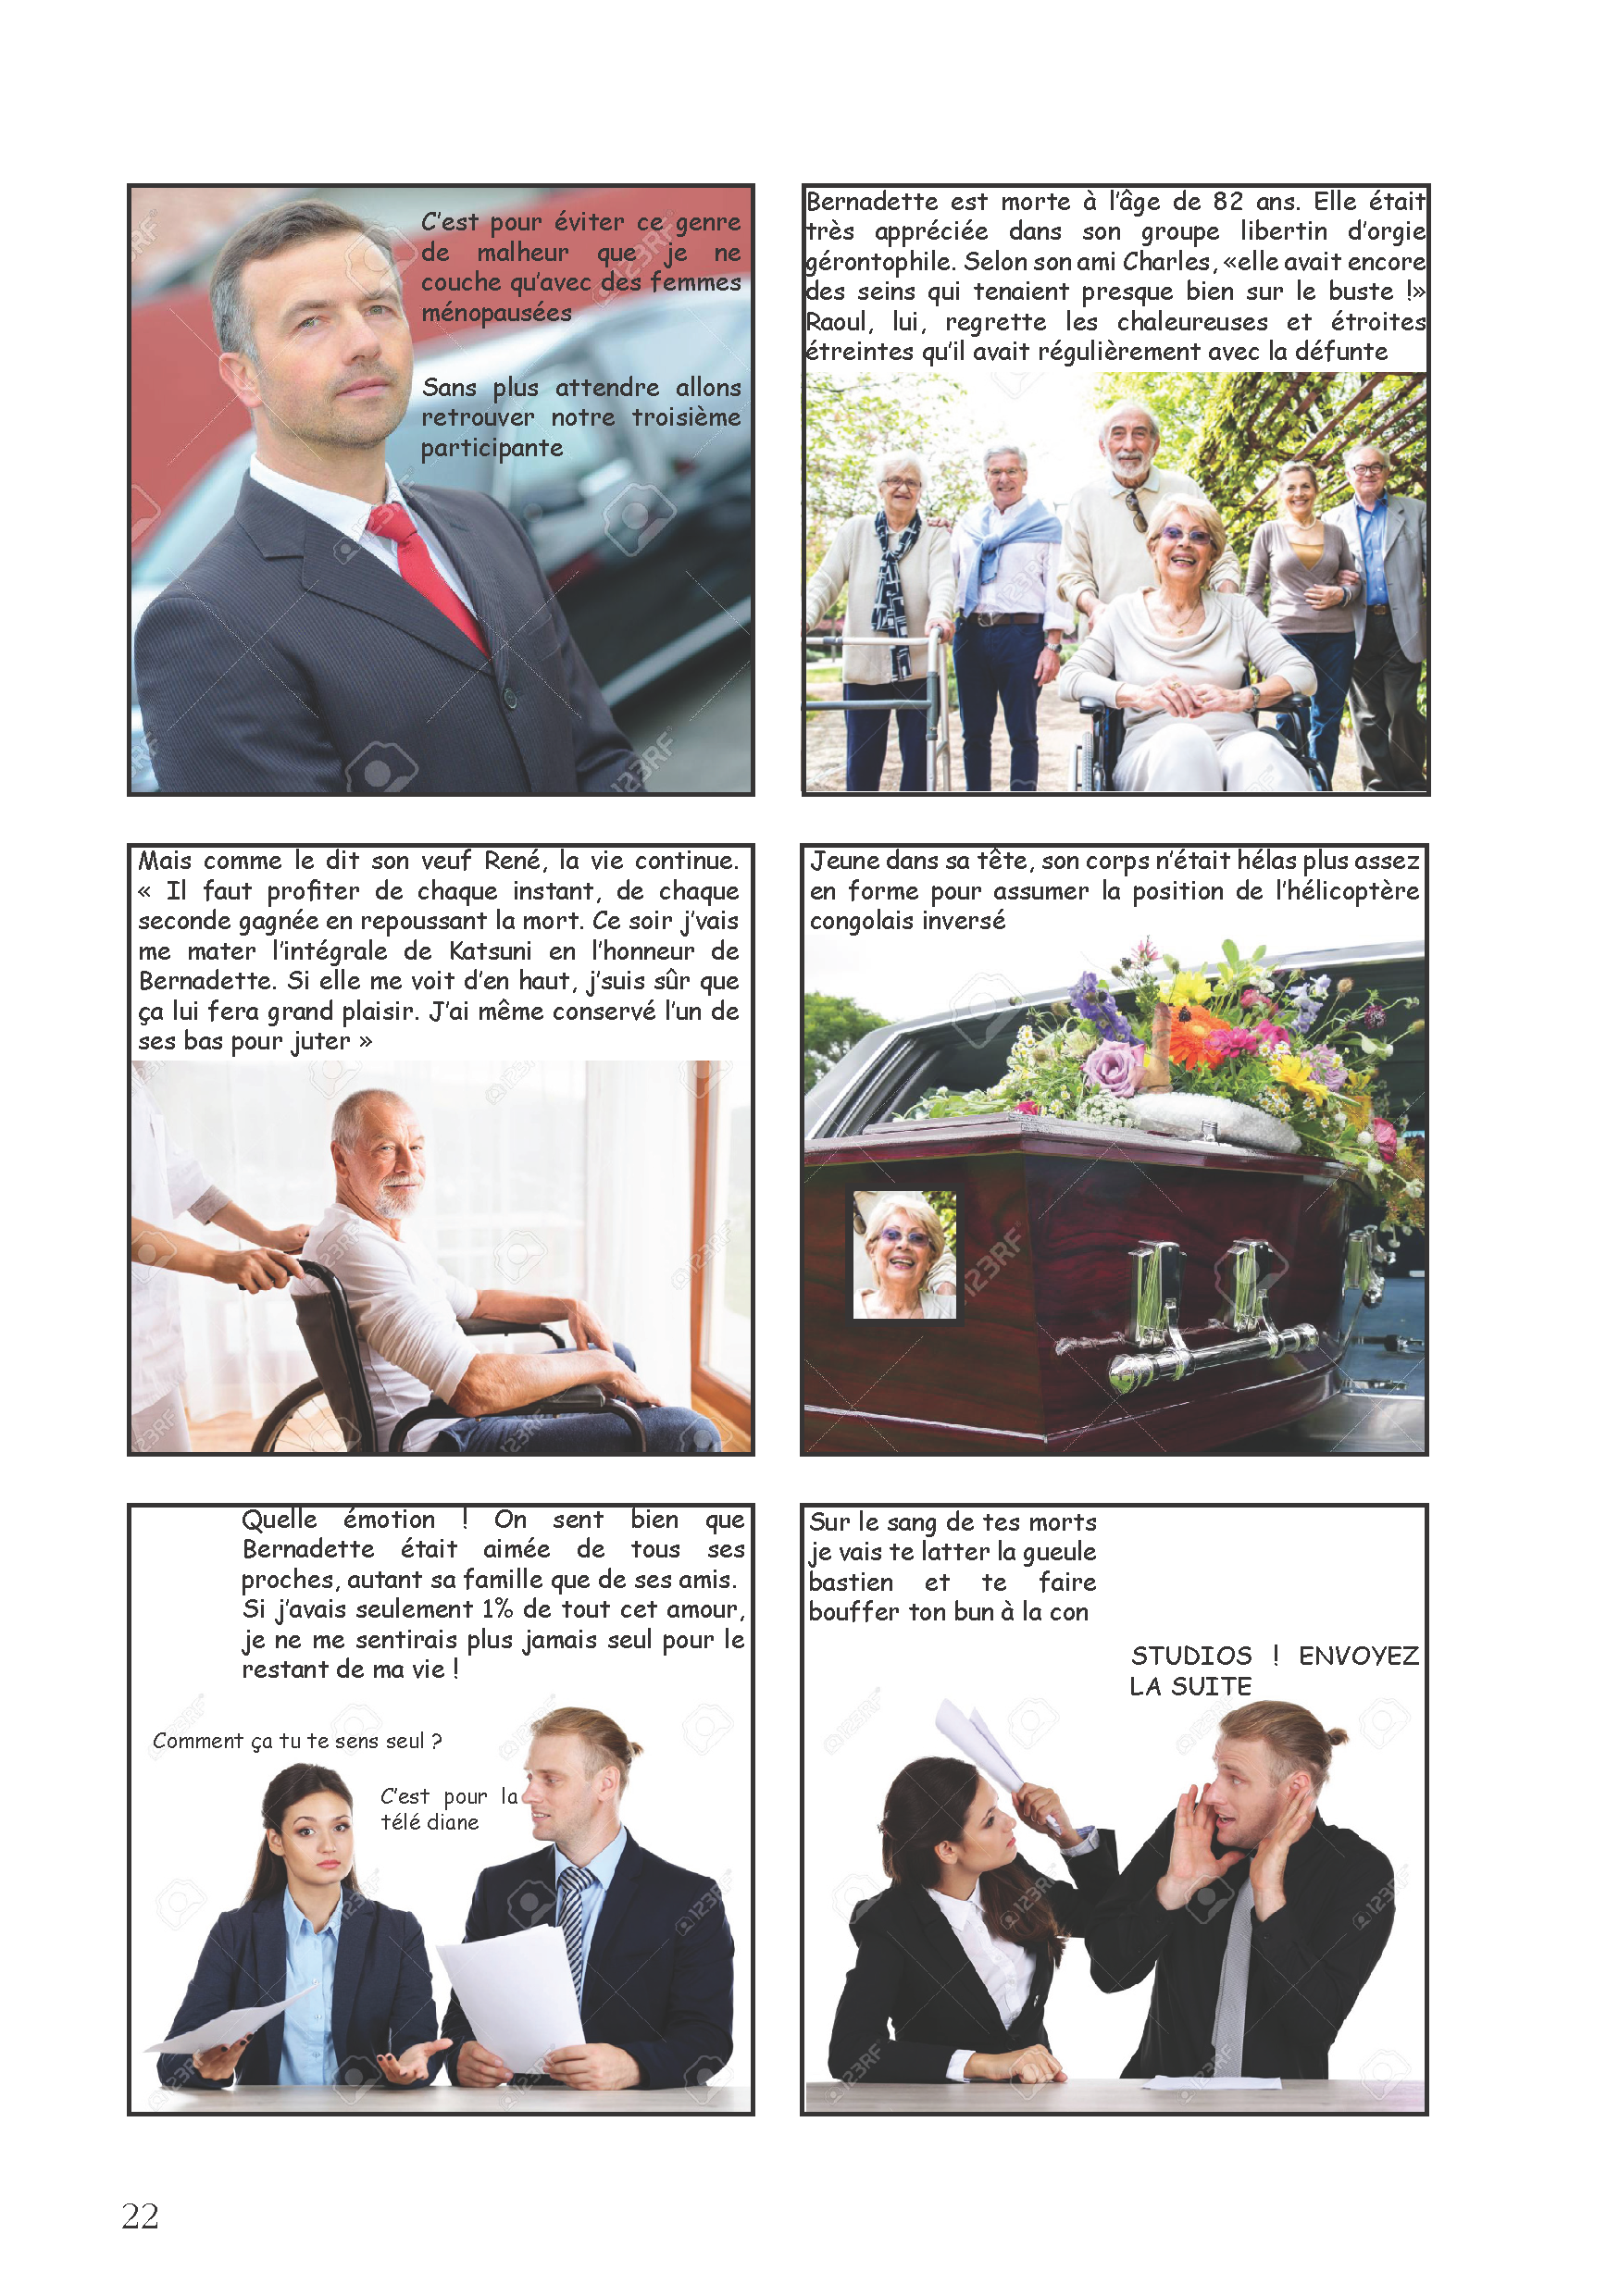 C'est pour éviter ce genre
de malheur que je ne
couche qu'avec des femmes
ménopausées
Sans plus attendre allons
retrouver notre troisième
participante
Bernadette est morte à l'âge de 82 ans. Elle était
très appréciée dans son groupe libertin d'orgie
gérontophile. Selon son ami Charles, «elle avait encore
des seins qui tenaient presque bien sur le buste !»
Raoul, lui, regrette les chaleureuses et étroites
étreintes qu'il avait régulièrement avec la défunte
Mais comme le dit son veuf René, la vie continue.
« Il faut profiter de chaque instant, de chaque
seconde gagnée en repoussant la mort. Ce soir j'vais
me mater l'intégrale de Katsuni en l'honneur de
Bernadette. Si elle me voit d'en haut, j'suis sûr que
ça lui fera grand plaisir. J'ai même conservé l'un de
ses bas pour juter »
Jeune dans sa tête, son corps n'était hélas plus assez
en forme pour assumer la position de l'hélicoptère
congolais inversé
Quelle émotion ! On sent bien que
Bernadette était aimée de tous ses
proches, autant sa famille que de ses amis.
Si j'avais seulement 1% de tout cet amour,
je ne me sentirais plus jamais seul pour le
restant de ma vie !
Comment ça tu te sens seul ?
C'est pour la
télé diane
Sur le sang de tes morts
je vais te latter la gueule
bastien et te faire
bouffer ton bun à la con
STUDIOS ! ENVOYEZ
LA SUITE
22